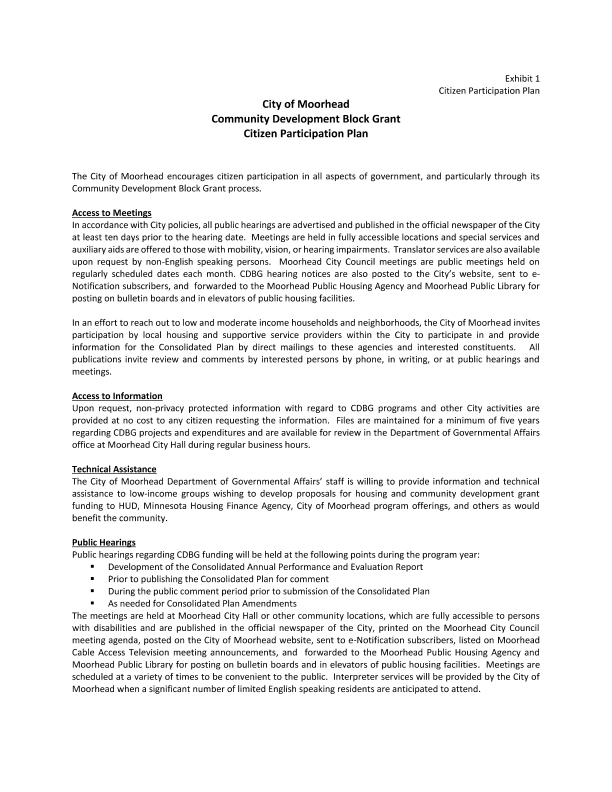 Exhibit 1
Citizen Participation Plan
City of Moorhead
Community Development Block Grant
Citizen Participation Plan
The City of Moorhead encourages citizen participation in all aspects of government, and particularly through its
Community Development Block Grant process.
Access to Meetings
In accordance with City policies, all public hearings are advertised and published in the official newspaper of the City
at least ten days prior to the hearing date.  Meetings are held in fully accessible locations and special services and
auxiliary aids are offered to those with mobility, vision, or hearing impairments.  Translator services are also available
upon request by non-English speaking persons.  Moorhead City Council meetings are public meetings held on
regularly scheduled dates each month. CDBG hearing notices are also posted to the City's website, sent to e-
Notification subscribers, and  forwarded to the Moorhead Public Housing Agency and Moorhead Public Library for
posting on bulletin boards and in elevators of public housing facilities.
In an effort to reach out to low and moderate income households and neighborhoods, the City of Moorhead invites
participation by local housing and supportive service providers within the City to participate in and provide
information for the Consolidated Plan by direct mailings to these agencies and interested constituents.  All
publications invite review and comments by interested persons by phone, in writing, or at public hearings and
meetings.
Access to Information
Upon request, non-privacy protected information with regard to CDBG programs and other City activities are
provided at no cost to any citizen requesting the information.  Files are maintained for a minimum of five years
regarding CDBG projects and expenditures and are available for review in the Department of Governmental Affairs
office at Moorhead City Hall during regular business hours.
Technical Assistance
The City of Moorhead Department of Governmental Affairs' staff is willing to provide information and technical
assistance to low-income groups wishing to develop proposals for housing and community development grant
funding to HUD, Minnesota Housing Finance Agency, City of Moorhead program offerings, and others as would
benefit the community.
Public Hearings
Public hearings regarding CDBG funding will be held at the following points during the program year:
▪ Development of the Consolidated Annual Performance and Evaluation Report
▪ Prior to publishing the Consolidated Plan for comment
▪ During the public comment period prior to submission of the Consolidated Plan
▪ As needed for Consolidated Plan Amendments
The meetings are held at Moorhead City Hall or other community locations, which are fully accessible to persons
with disabilities and are published in the official newspaper of the City, printed on the Moorhead City Council
meeting agenda, posted on the City of Moorhead website, sent to e-Notification subscribers, listed on Moorhead
Cable Access Television meeting announcements, and  forwarded to the Moorhead Public Housing Agency and
Moorhead Public Library for posting on bulletin boards and in elevators of public housing facilities.  Meetings are
scheduled at a variety of times to be convenient to the public.  Interpreter services will be provided by the City of
Moorhead when a significant number of limited English speaking residents are anticipated to attend.